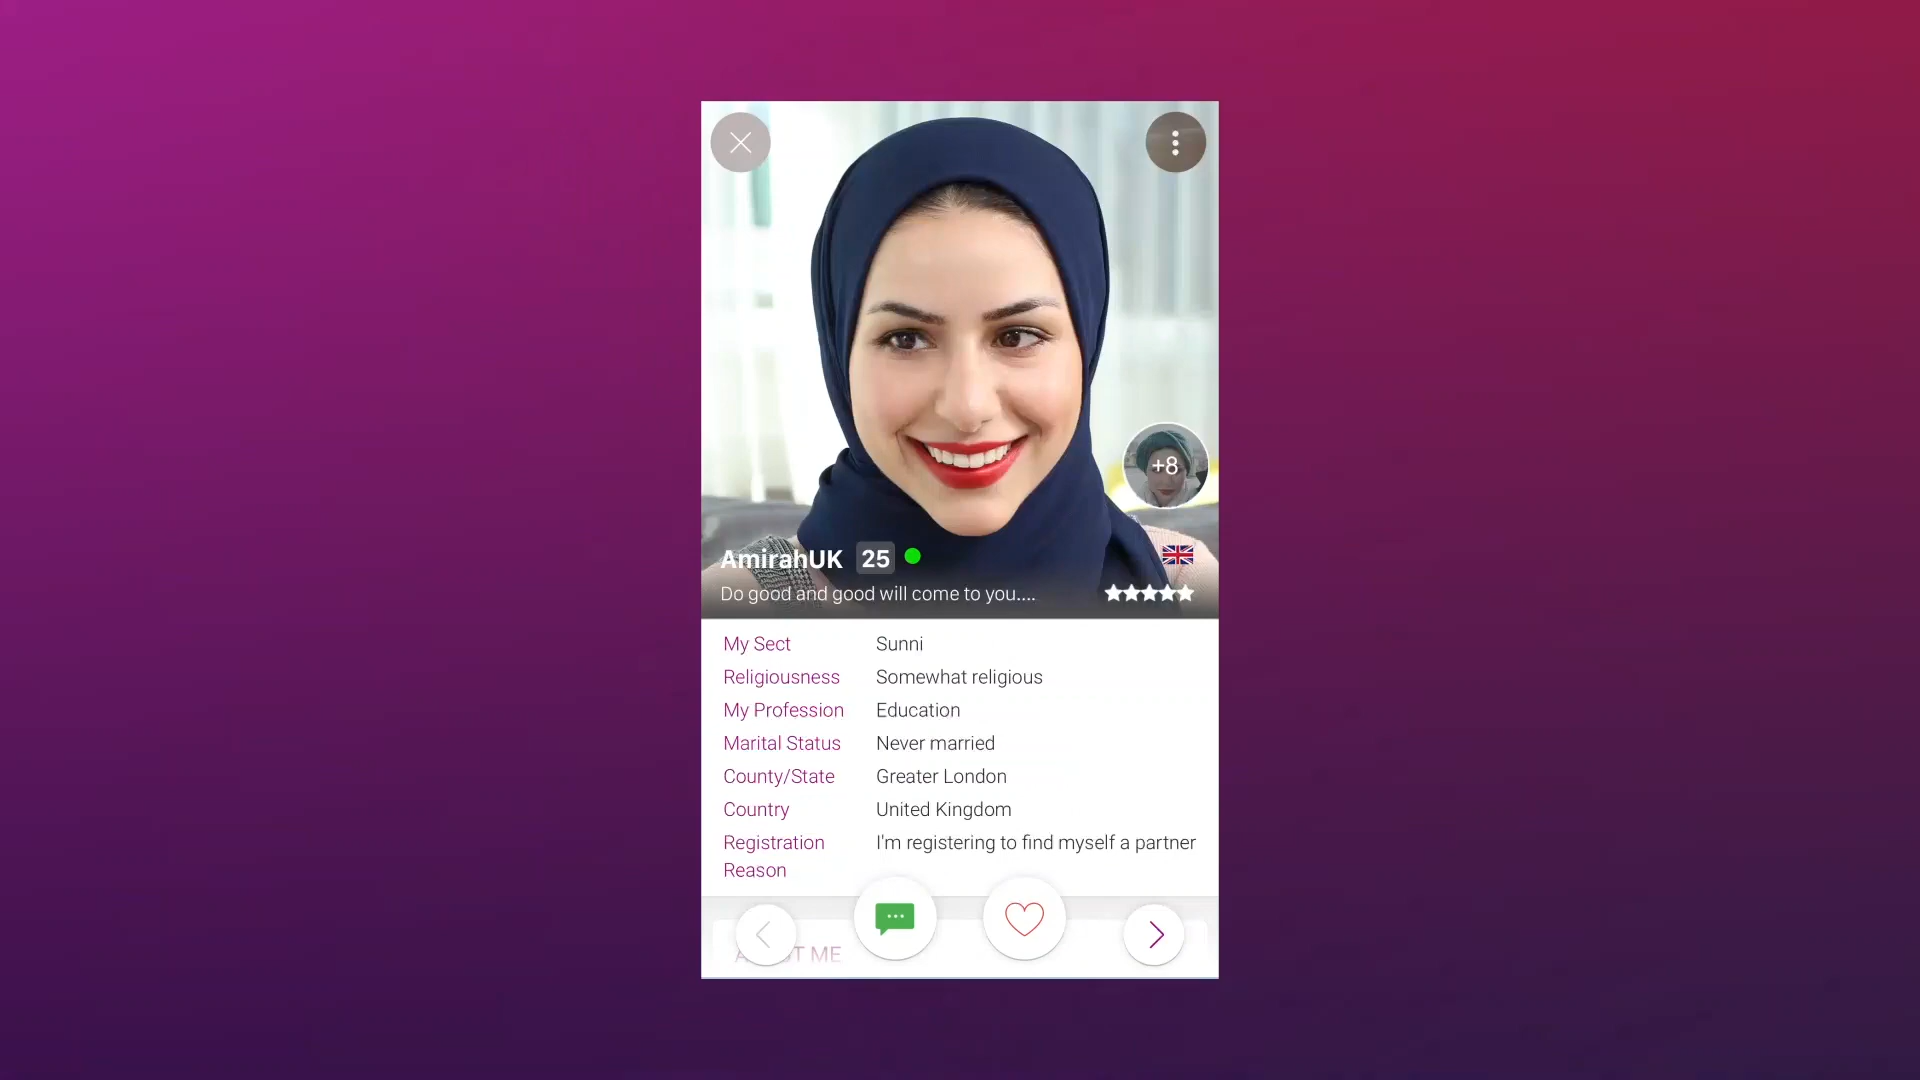 +8
AmirahUK 25
Do good and good will come to you....
My Sect Sunni
Religiousness Somewhat religious
My Profession Education
Marital Status Never married
County/State Greater London
Country United Kingdom
Registration I'm registering to find myself a partner
Reason
ME